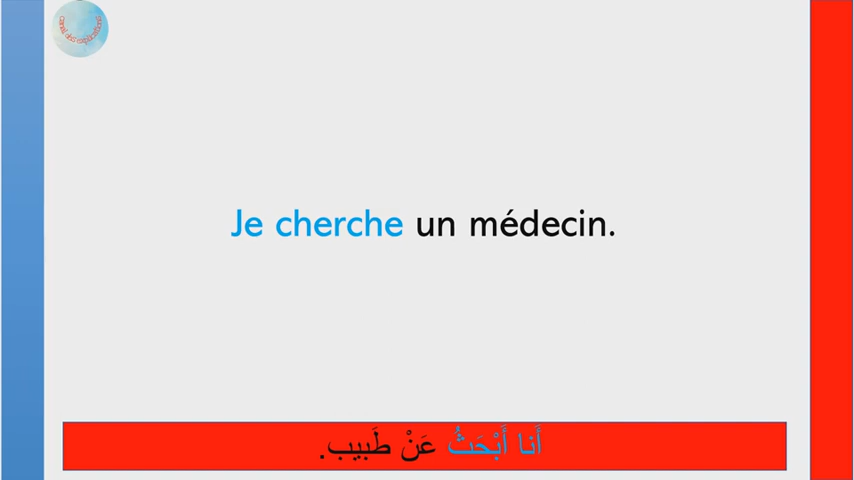 Je cherche un médecin.
أَنا أَبْحَثُ عَنْ طَبيب.